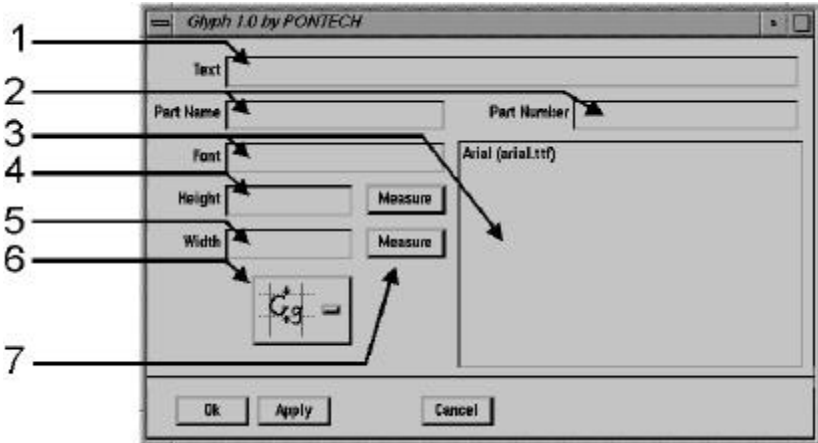 Glyph 1.0 by PONTECH
1
Text
2
Part Name Part Number
3
Font Arial (arial.ttf)
4
Height Measure
5
Width Measure
6
Cg
7
Ok Apply Cancel